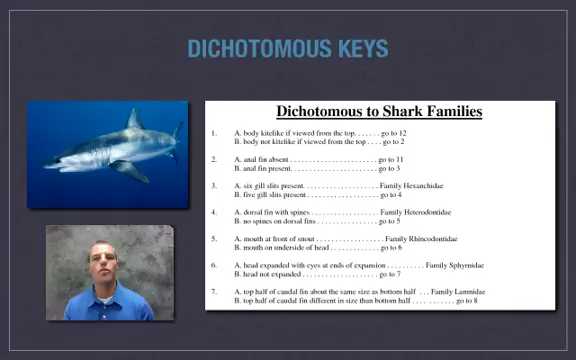 DICHOTOMOUS KEYS
Dichotomous to Shark Families
1. A. body kitelike if viewed from the top. . . . . . . go to 12
B. body not kitelike if viewed from the top . . . . go to 2
2. A. anal fin absent . . . . . . . . . . . . . . . . . . . . . . . . go to 11
B. anal fin present. . . . . . . . . . . . . . . . . . . . . . . . go to 3
3. A. six gill slits present. . . . . . . . . . . . . . . . . . . . . Family Hexanchidae
B. five gill slits present . . . . . . . . . . . . . . . . . . . . go to 4
4. A. dorsal fin with spines . . . . . . . . . . . . . . . . . . . Family Heterodontidae
B. no spines on dorsal fins . . . . . . . . . . . . . . . . . go to 5
5. A. mouth at front of snout . . . . . . . . . . . . . . . . . . . Family Rhincodontidae
B. mouth on underside of head . . . . . . . . . . . . . . go to 6
6. A. head expanded with eyes at ends of expansion . . . . . . . . . . Family Sphyrnidae
B. head not expanded . . . . . . . . . . . . . . . . . . . . . . go to 7
7. A. top half of caudal fin about the same size as bottom half . . . Family Lamnidae
B. top half of caudal fin different in size than bottom half . . . . . . . . . . . go to 8